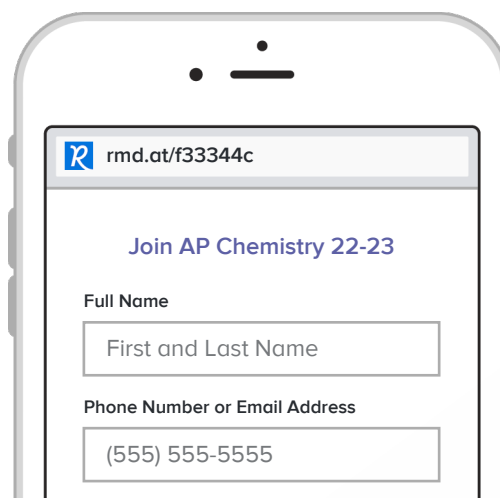 rmd.at/f33344c
Join AP Chemistry 22-23
Full Name
First and Last Name
Phone Number or Email Address
(555) 555-5555